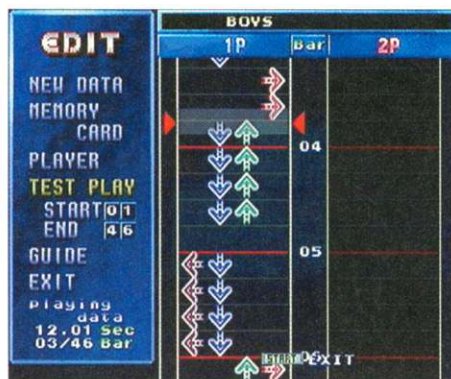 BOYS
EDIT
1P Bar 2P
NEW DATA
MEMORY
CARD
PLAYER
TEST PLAY
START 01
END 46
GUIDE
EXIT
playing
data
12.01 Sec
03/46 Bar
04
05
START EXIT